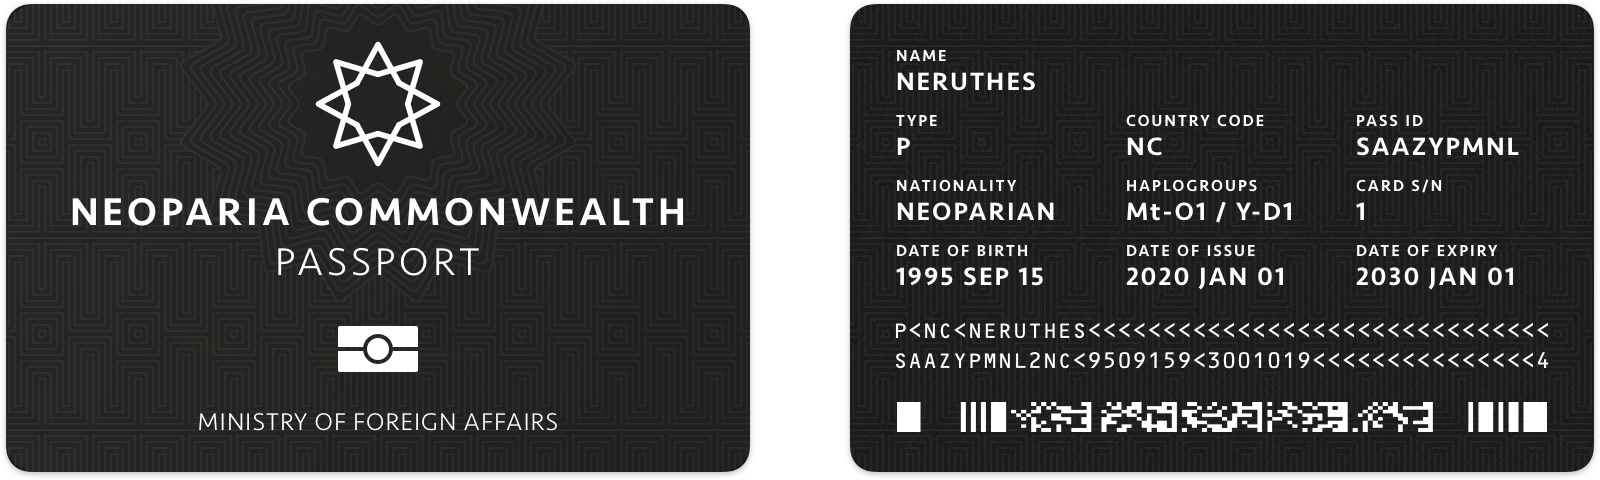 NEOPARIA COMMONWEALTH
PASSPORT
MINISTRY OF FOREIGN AFFAIRS
NAME
NERUTHES
TYPE COUNTRY CODE PASS ID
P NC SAAZYPMNL
NATIONALITY HAPLOGROUPS CARD S/N
NEOPARIAN Mt-O1 / Y-D1 1
DATE OF BIRTH DATE OF ISSUE DATE OF EXPIRY
1995 SEP 15 2020 JAN 01 2030 JAN 01
P<NC<NERUTHES<<<<<<<<<<<<<<<<<<<<<<<<<<<<<<<
SAAZYPMNL2NC<9509159<3001019<<<<<<<<<<<<<<<4